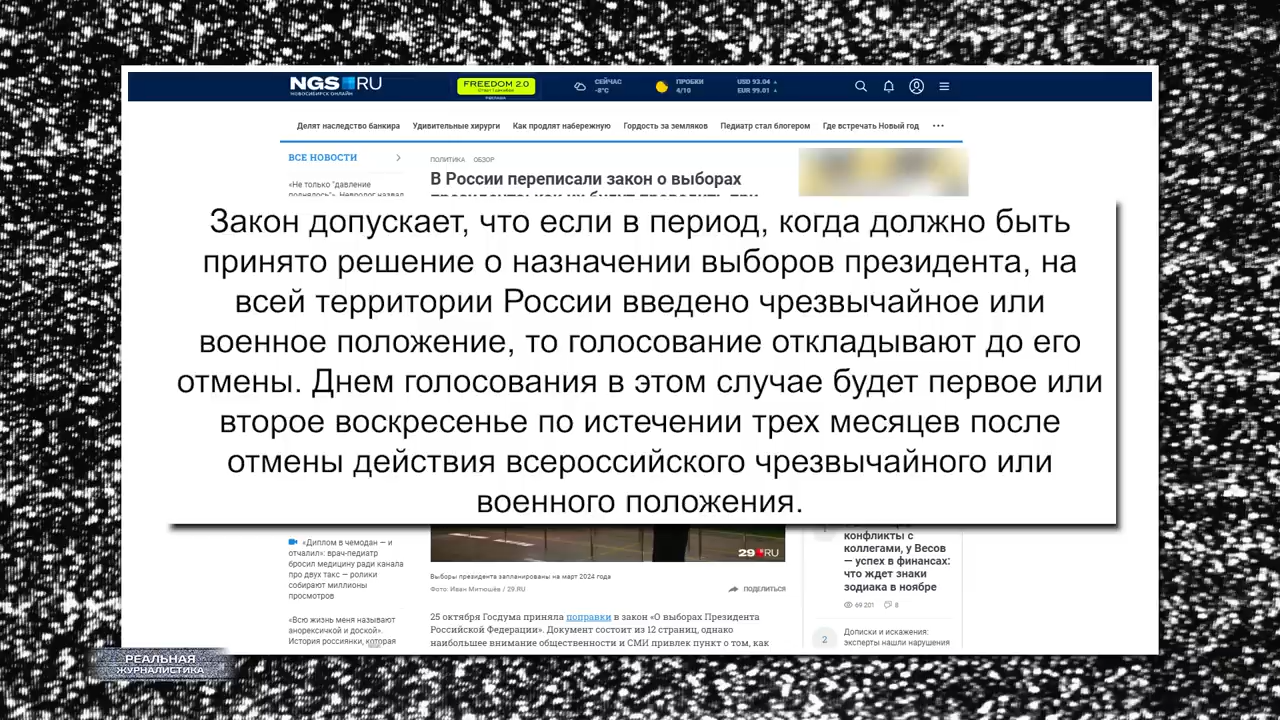 NGS RU
НОВОСИБИРСК ОНЛАЙН
FREEDOM 2.0
РЕКЛАМА
СЕЙЧАС
-8°C
ПРОБКИ
4/10
USD 93.04
EUR 99.01
Делят наследство банкира
Удивительные хирурги
Как продлят набережную
Гордость за земляков
Педиатр стал блогером
Где встречать Новый год
ВСЕ НОВОСТИ
«Не только "давление
ПОЛИТИКА ОБЗОР
В России переписали закон о выборах
Закон допускает, что если в период, когда должно быть
принято решение о назначении выборов президента, на
всей территории России введено чрезвычайное или
военное положение, то голосование откладывают до его
отмены. Днем голосования в этом случае будет первое или
второе воскресенье по истечении трех месяцев после
отмены действия всероссийского чрезвычайного или
военного положения.
«Диплом в чемодан — и
отчалил»: врач-педиатр
бросил медицину ради канала
про двух такс — ролики
собирают миллионы
просмотров
«Всю жизнь меня называют
анорексичкой и доской».
История россиянки, которая
29 RU
Выборы президента запланированы на март 2024 года
Фото: Иван Митюшёв / 29.RU
ПОДЕЛИТЬСЯ
25 октября Госдума приняла поправки в закон «О выборах Президента
Российской Федерации». Документ состоит из 12 страниц, однако
наибольшее внимание общественности и СМИ привлек пункт о том, как
конфликты с
коллегами, у Весов
— успех в финансах:
что ждет знаки
зодиака в ноябре
69 201 8
2
Дописки и искажения:
эксперты нашли нарушения
РЕАЛЬНАЯ
ЖУРНАЛИСТИКА